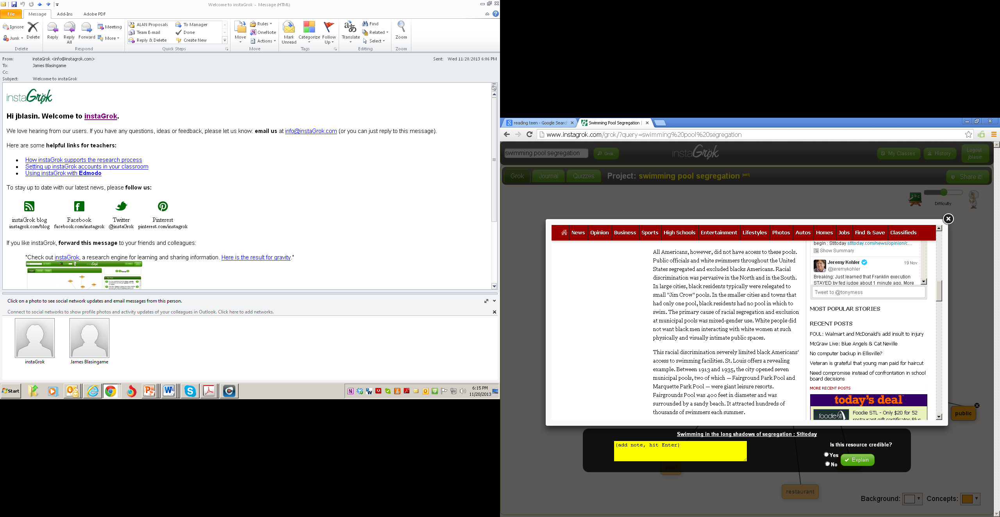 Welcome to instaGrok - Message (HTML)
File Message Add-Ins Adobe PDF
Ignore
Junk
Delete
Delete
Reply
Reply All
Forward
Meeting
More
Respond
ALAN Proposals
To Manager
Team E-mail
Done
Reply & Delete
Create New
Quick Steps
Move
Rules
OneNote
Actions
Move
Mark Unread
Categorize
Follow Up
Tags
Translate
Find
Related
Select
Editing
Zoom
Zoom
From: instaGrok <info@instagrok.com>
Sent: Wed 11/20/2013 6:06 PM
To: James Blasingame
Cc:
Subject: Welcome to instaGrok
instaGrok
Hi jblasin. Welcome to instaGrok.
We love hearing from our users. If you have any questions, ideas or feedback, please let us know: email us at info@instaGrok.com (or you can just reply to this message).
Here are some helpful links for teachers:
• How instaGrok supports the research process
• Setting up instaGrok accounts in your classroom
• Using instaGrok with Edmodo
To stay up to date with our latest news, please follow us:
instaGrok blog Facebook Twitter Pinterest
instagrok.com/blog facebook.com/instagrok @instaGrok pinterest.com/instagrok
If you like instaGrok, forward this message to your friends and colleagues:
"Check out instaGrok, a research engine for learning and sharing information. Here is the result for gravity."
Click on a photo to see social network updates and email messages from this person.
Connect to social networks to show profile photos and activity updates of your colleagues in Outlook. Click here to add networks.
instaGrok James Blasingame
Start
6:15 PM
11/20/2013
reading teen - Google Searc
Swimming Pool Segregation |
www.instagrok.com/grok/?query=swimming%20pool%20segregation
swimming pool segregation
Grok
instaGrok
My Classes
History
Logout
jblasin
Grok Journal Quizzes Project: swimming pool segregation [edit]
Share it!
Difficulty
News Opinion Business Sports High Schools Entertainment Lifestyles Photos Autos Homes Jobs Find & Save Classifieds
All Americans, however, did not have access to these pools.
Public officials and white swimmers throughout the United
States segregated and excluded blacks Americans. Racial
discrimination was pervasive in the North and in the South.
In large cities, black residents typically were relegated to
small "Jim Crow" pools. In the smaller cities and towns that
had only one pool, black residents had no pool in which to
swim. The primary cause of racial segregation and exclusion
at municipal pools was mixed-gender use. White people did
not want black men interacting with white women at such
physically and visually intimate public spaces.
This racial discrimination severely limited black Americans'
access to swimming facilities. St. Louis offers a revealing
example. Between 1913 and 1935, the city opened seven
municipal pools, two of which — Fairground Park Pool and
Marquette Park Pool — were giant leisure resorts.
Fairgrounds Pool was 400 feet in diameter and was
surrounded by a sandy beach. It attracted hundreds of
thousands of swimmers each summer.
begin : Stltoday stltoday.com/news/opinion/c…
Show Summary
Jeremy Kohler 19 Nov
@jeremykohler
Breaking: Just learned that Franklin execution
STAYED by fed judge about 1 minute ago. More
Tweet to @tonymess
MOST POPULAR STORIES
RECENT POSTS
FOUL: Walmart and McDonald's add insult to injury
McGraw Live: Blue Angels & Cat Neville
No computer backup in Ellisville?
Veteran is grateful that young man paid for haircut
Need compromise instead of confrontation in school
board decisions
MORE RECENT POSTS
today's deal
foodie stl
Foodie STL - Only $20 for 52
restaurant gift certificates Plus
public
Swimming in the long shadows of segregation : Stltoday
(add note, hit Enter)
Is this resource credible?
Yes
No
Explain
pool
restaurant
Background: Concepts: